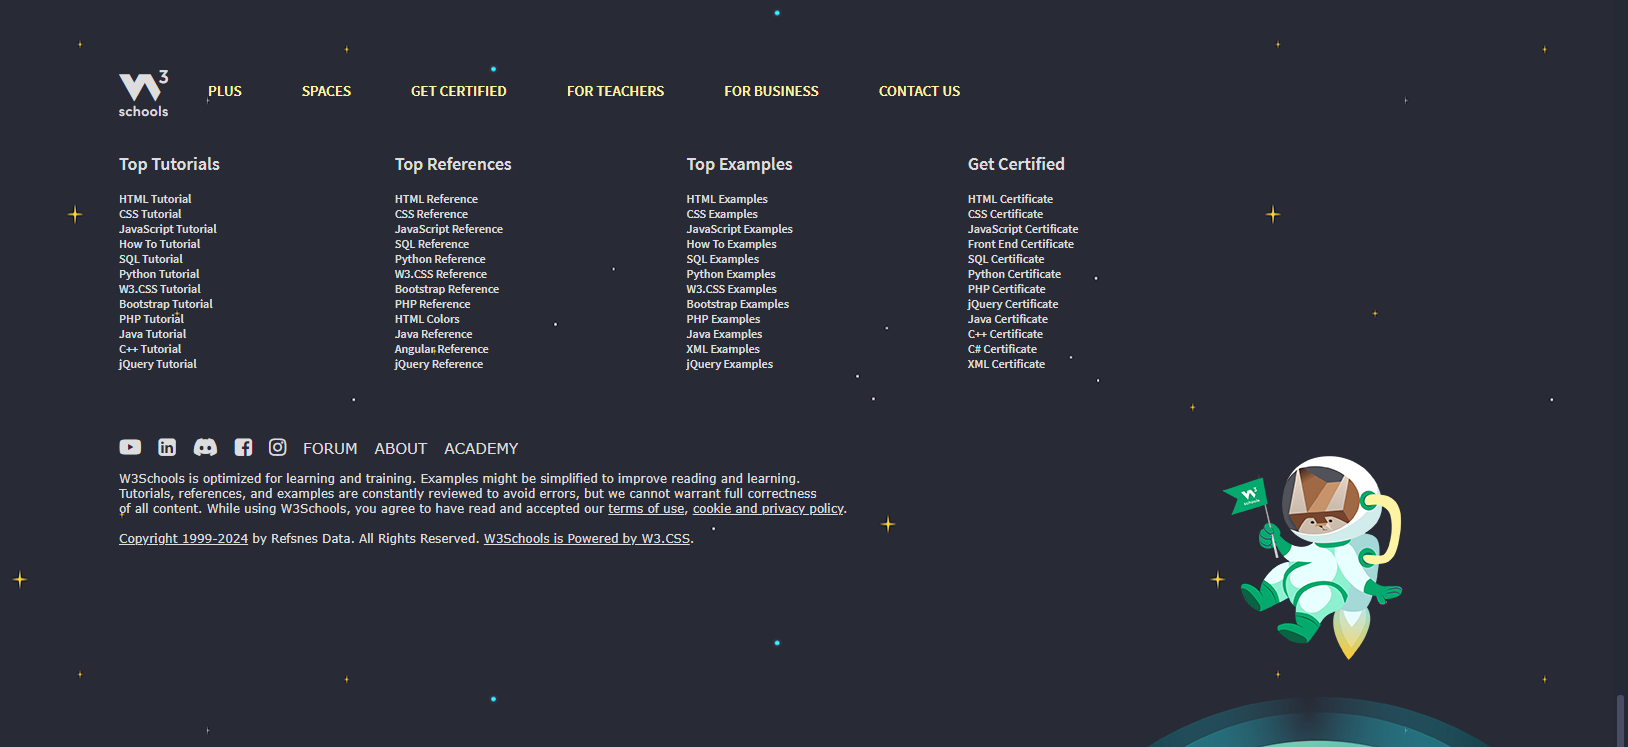 W3
schools
PLUS SPACES GET CERTIFIED FOR TEACHERS FOR BUSINESS CONTACT US
Top Tutorials
HTML Tutorial
CSS Tutorial
JavaScript Tutorial
How To Tutorial
SQL Tutorial
Python Tutorial
W3.CSS Tutorial
Bootstrap Tutorial
PHP Tutorial
Java Tutorial
C++ Tutorial
jQuery Tutorial
Top References
HTML Reference
CSS Reference
JavaScript Reference
SQL Reference
Python Reference
W3.CSS Reference
Bootstrap Reference
PHP Reference
HTML Colors
Java Reference
Angular Reference
jQuery Reference
Top Examples
HTML Examples
CSS Examples
JavaScript Examples
How To Examples
SQL Examples
Python Examples
W3.CSS Examples
Bootstrap Examples
PHP Examples
Java Examples
XML Examples
jQuery Examples
Get Certified
HTML Certificate
CSS Certificate
JavaScript Certificate
Front End Certificate
SQL Certificate
Python Certificate
PHP Certificate
jQuery Certificate
Java Certificate
C++ Certificate
C# Certificate
XML Certificate
FORUM ABOUT ACADEMY
W3Schools is optimized for learning and training. Examples might be simplified to improve reading and learning.
Tutorials, references, and examples are constantly reviewed to avoid errors, but we cannot warrant full correctness
of all content. While using W3Schools, you agree to have read and accepted our terms of use, cookie and privacy policy.
Copyright 1999-2024 by Refsnes Data. All Rights Reserved. W3Schools is Powered by W3.CSS.
W3
schools